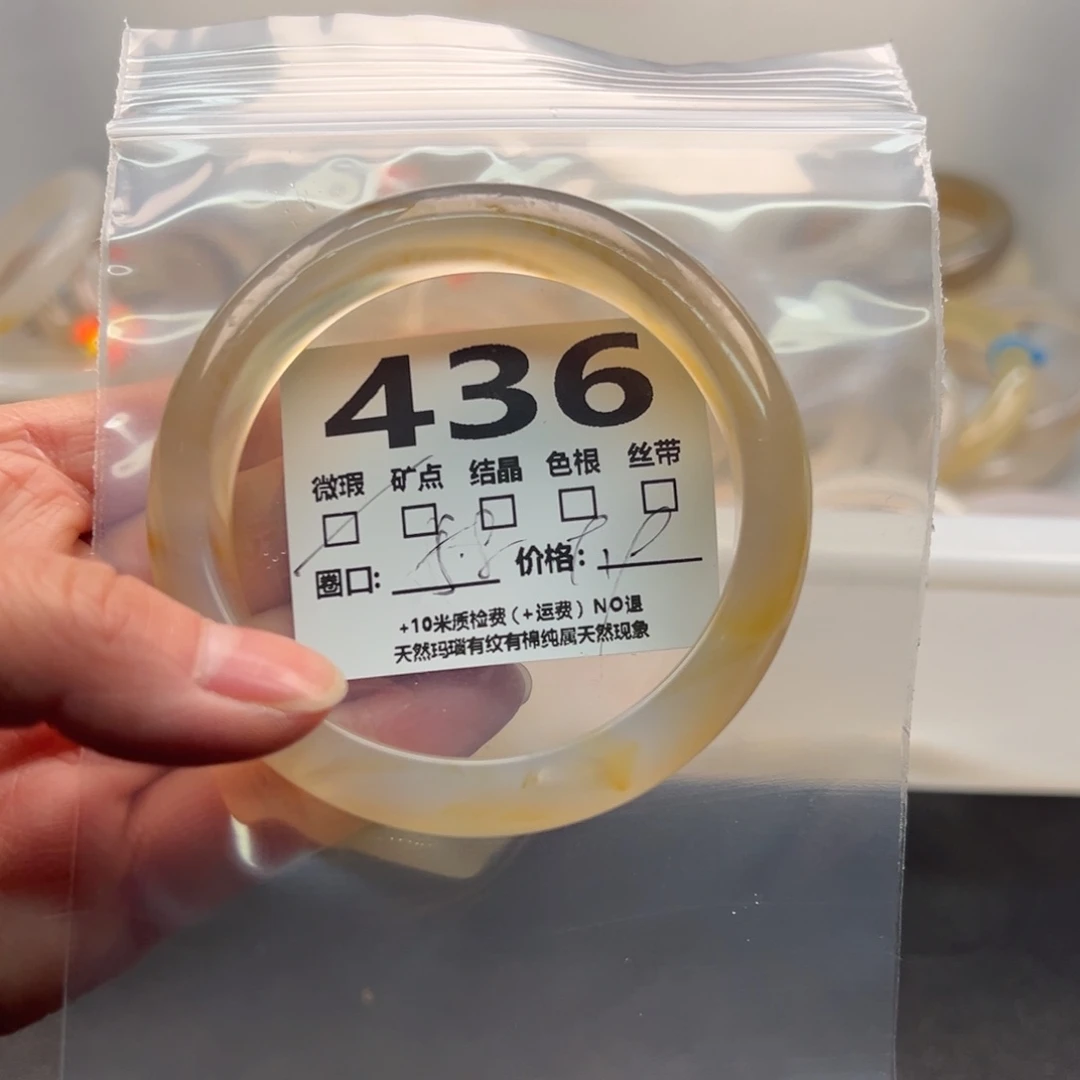 436
微瑕 矿点 结晶 色根 丝带
圈口: 价格:
+10米质检费(+运费)NO退
天然玛瑙有纹有棉纯属天然现象